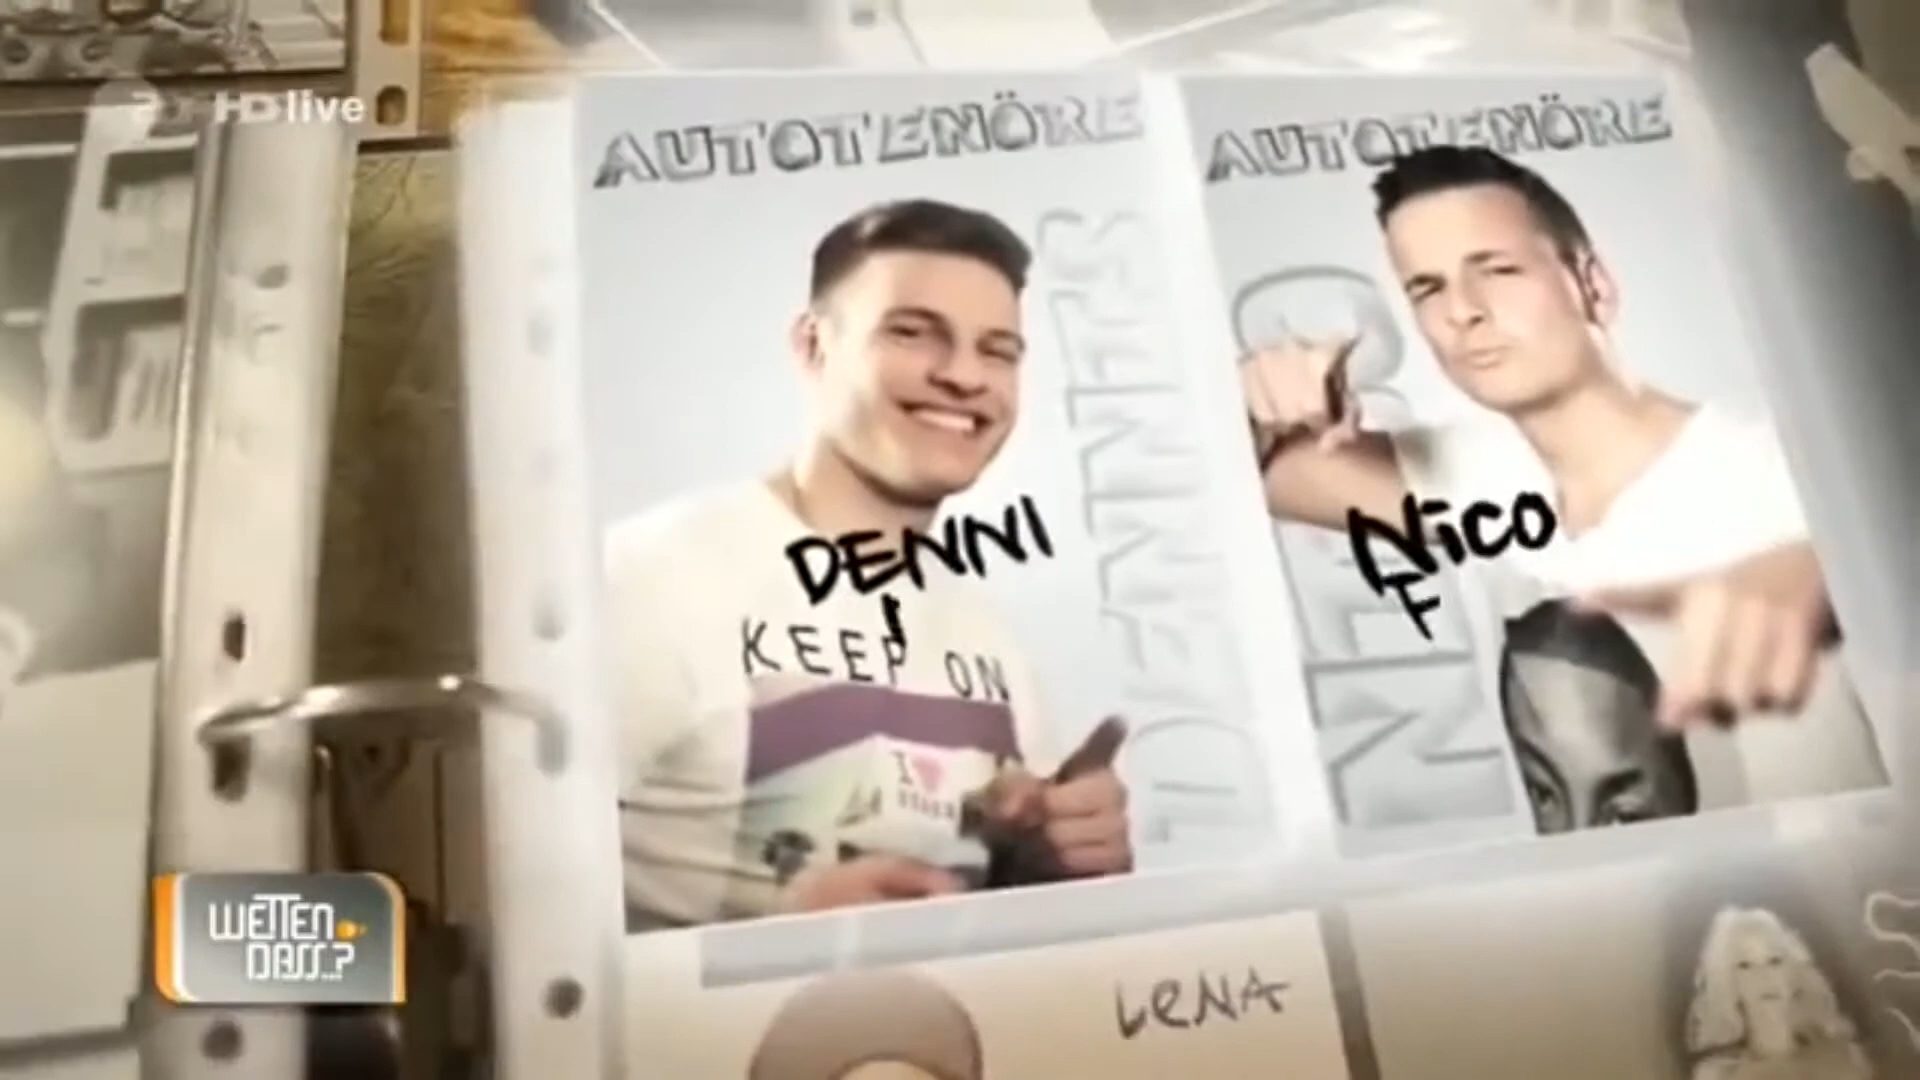 HD live
AUTOTENÖRE
AUTOTENÖRE
DENNI
NiCO
KEEP ON
I
WETTEN
DASS..?
LENA